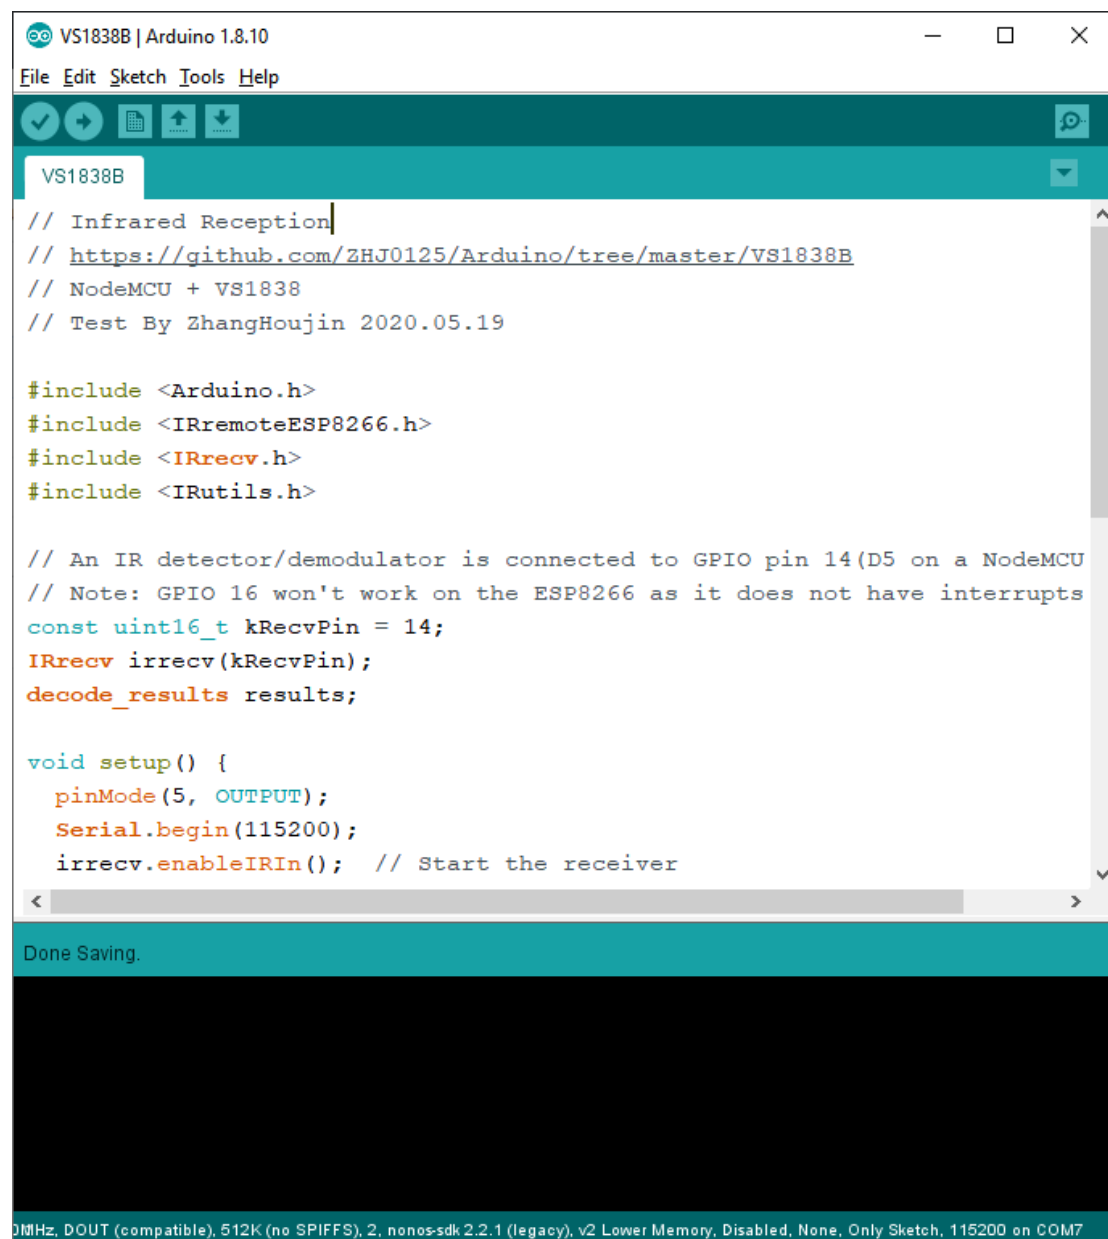 VS1838B | Arduino 1.8.10
File Edit Sketch Tools Help
VS1838B
// Infrared Reception
// https://github.com/ZHJ0125/Arduino/tree/master/VS1838B
// NodeMCU + VS1838
// Test By ZhangHoujin 2020.05.19
#include <Arduino.h>
#include <IRremoteESP8266.h>
#include <IRrecv.h>
#include <IRutils.h>
// An IR detector/demodulator is connected to GPIO pin 14(D5 on a NodeMCU
// Note: GPIO 16 won't work on the ESP8266 as it does not have interrupts
const uint16_t kRecvPin = 14;
IRrecv irrecv(kRecvPin);
decode_results results;
void setup() {
  pinMode(5, OUTPUT);
  Serial.begin(115200);
  irrecv.enableIRIn();  // Start the receiver
Done Saving.
MHz, DOUT (compatible), 512K (no SPIFFS), 2, nonos-sdk 2.2.1 (legacy), v2 Lower Memory, Disabled, None, Only Sketch, 115200 on COM7